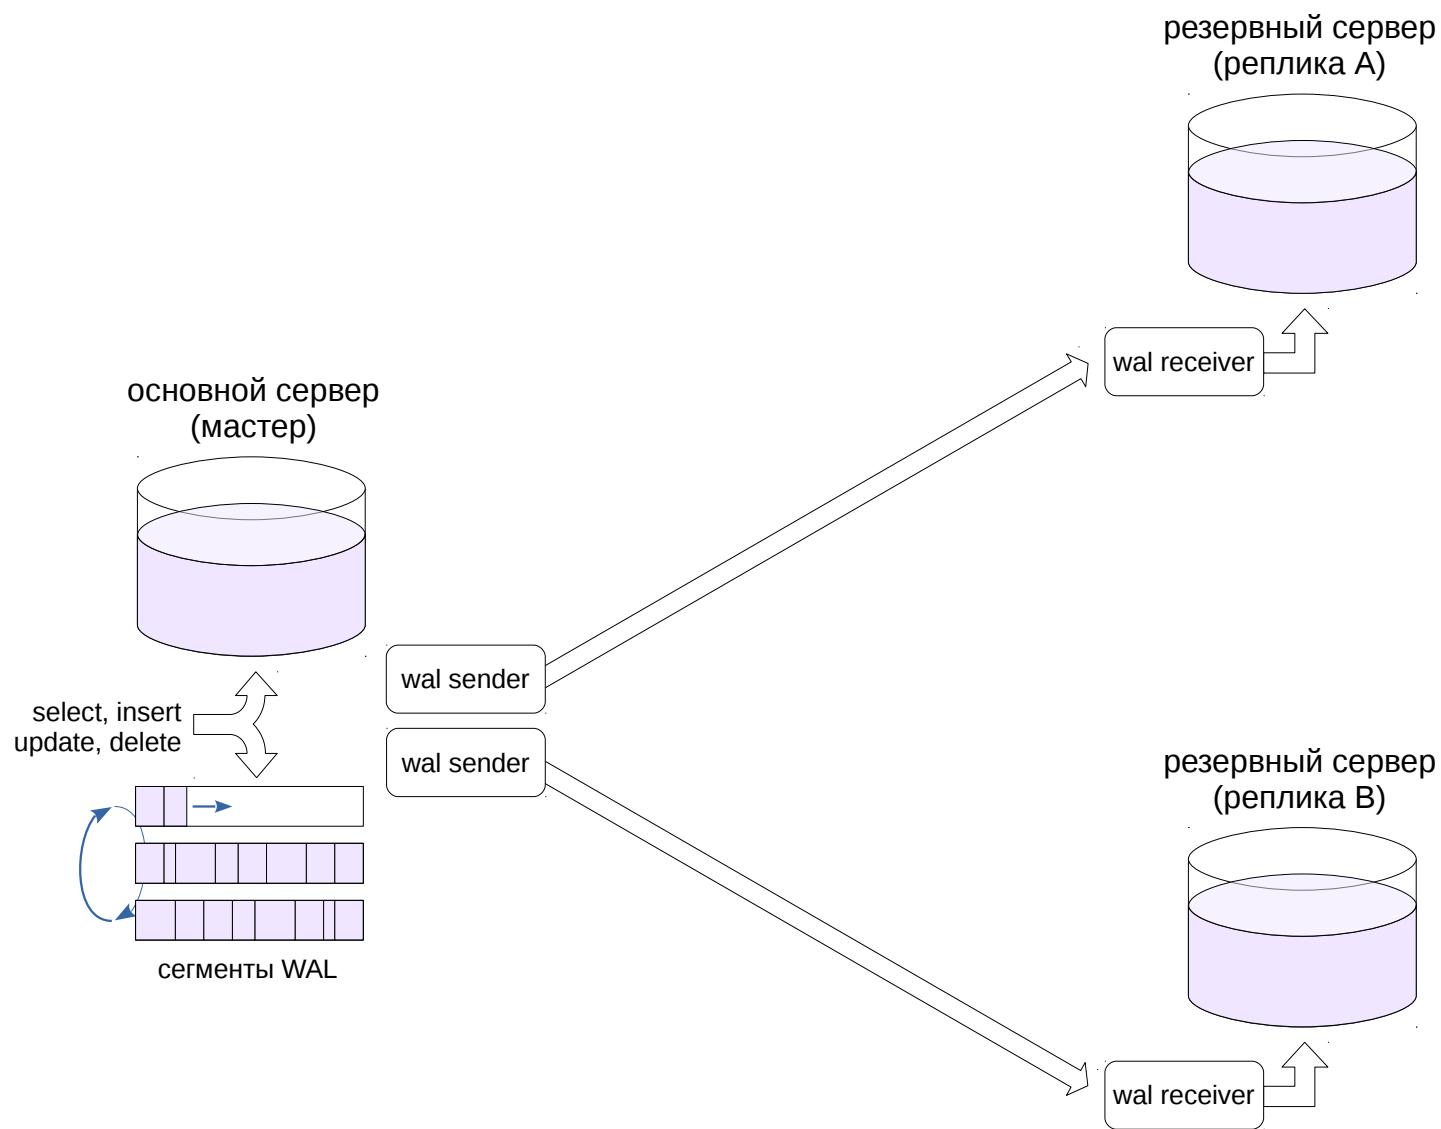 резервный сервер
(реплика A)
wal receiver
основной сервер
(мастер)
wal sender
select, insert
update, delete
wal sender
сегменты WAL
резервный сервер
(реплика B)
wal receiver